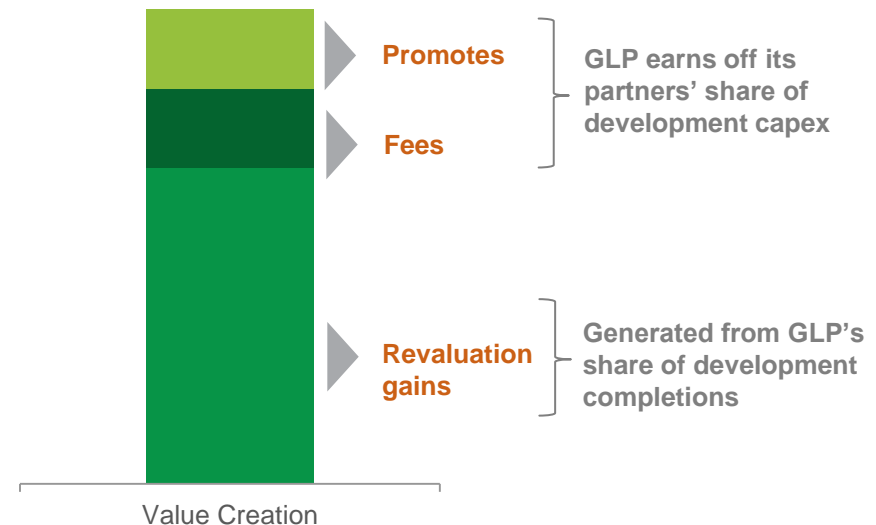 Promotes
GLP earns off its
partners' share of
development capex
Fees
Revaluation
gains
Generated from GLP's
share of development
completions
Value Creation